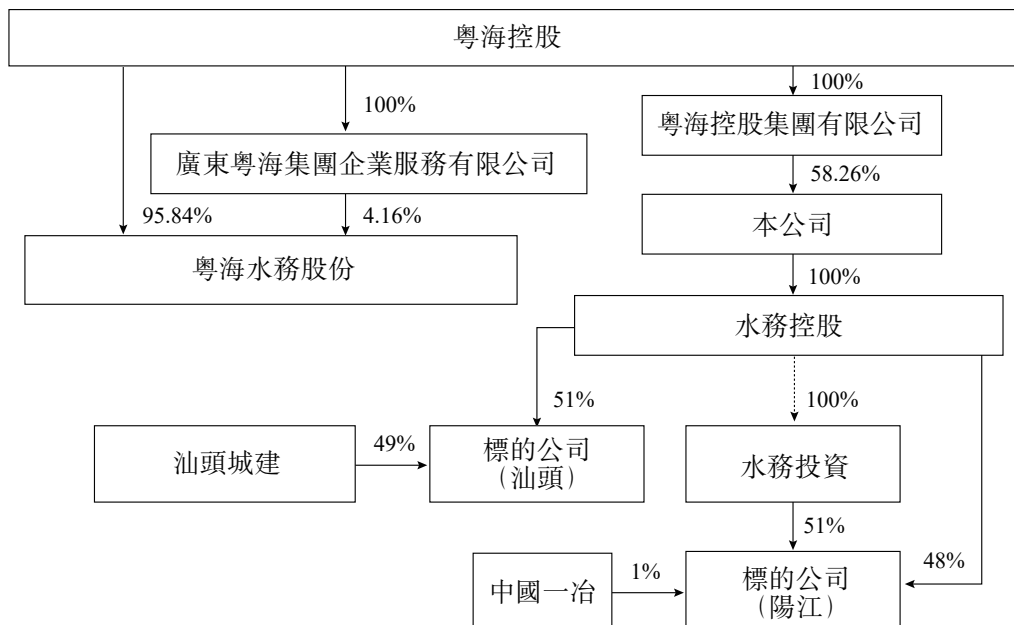 粤海控股
100%
100%
粤海控股集團有限公司
廣東粤海集團企業服務有限公司
58.26%
95.84%
4.16%
本公司
粤海水務股份
100%
水務控股
51%
100%
汕頭城建
49%
標的公司
（汕頭）
水務投資
51%
48%
中國一冶
1%
標的公司
（陽江）